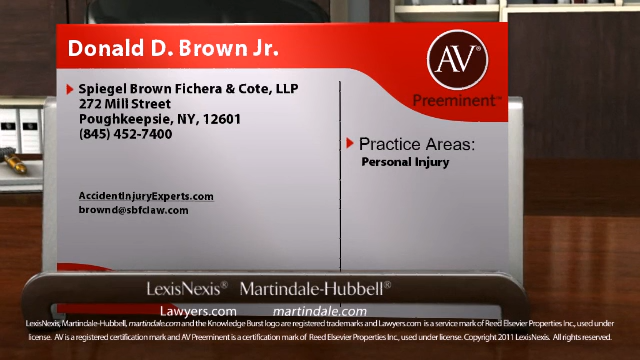 Donald D. Brown Jr.
AV®
Preeminent™
Spiegel Brown Fichera & Cote, LLP
272 Mill Street
Poughkeepsie, NY, 12601
(845) 452-7400
AccidentInjuryExperts.com
brownd@sbfclaw.com
Practice Areas:
Personal Injury
LexisNexis® Martindale-Hubbell®
Lawyers.com martindale.com
LexisNexis, Martindale-Hubbell, martindale.com and the Knowledge Burst logo are registered trademarks and Lawyers.com is a service mark of Reed Elsevier Properties Inc., used under
license. AV is a registered certification mark and AV Preeminent is a certification mark of Reed Elsevier Properties Inc., used under license. Copyright 2011 LexisNexis. All rights reserved.